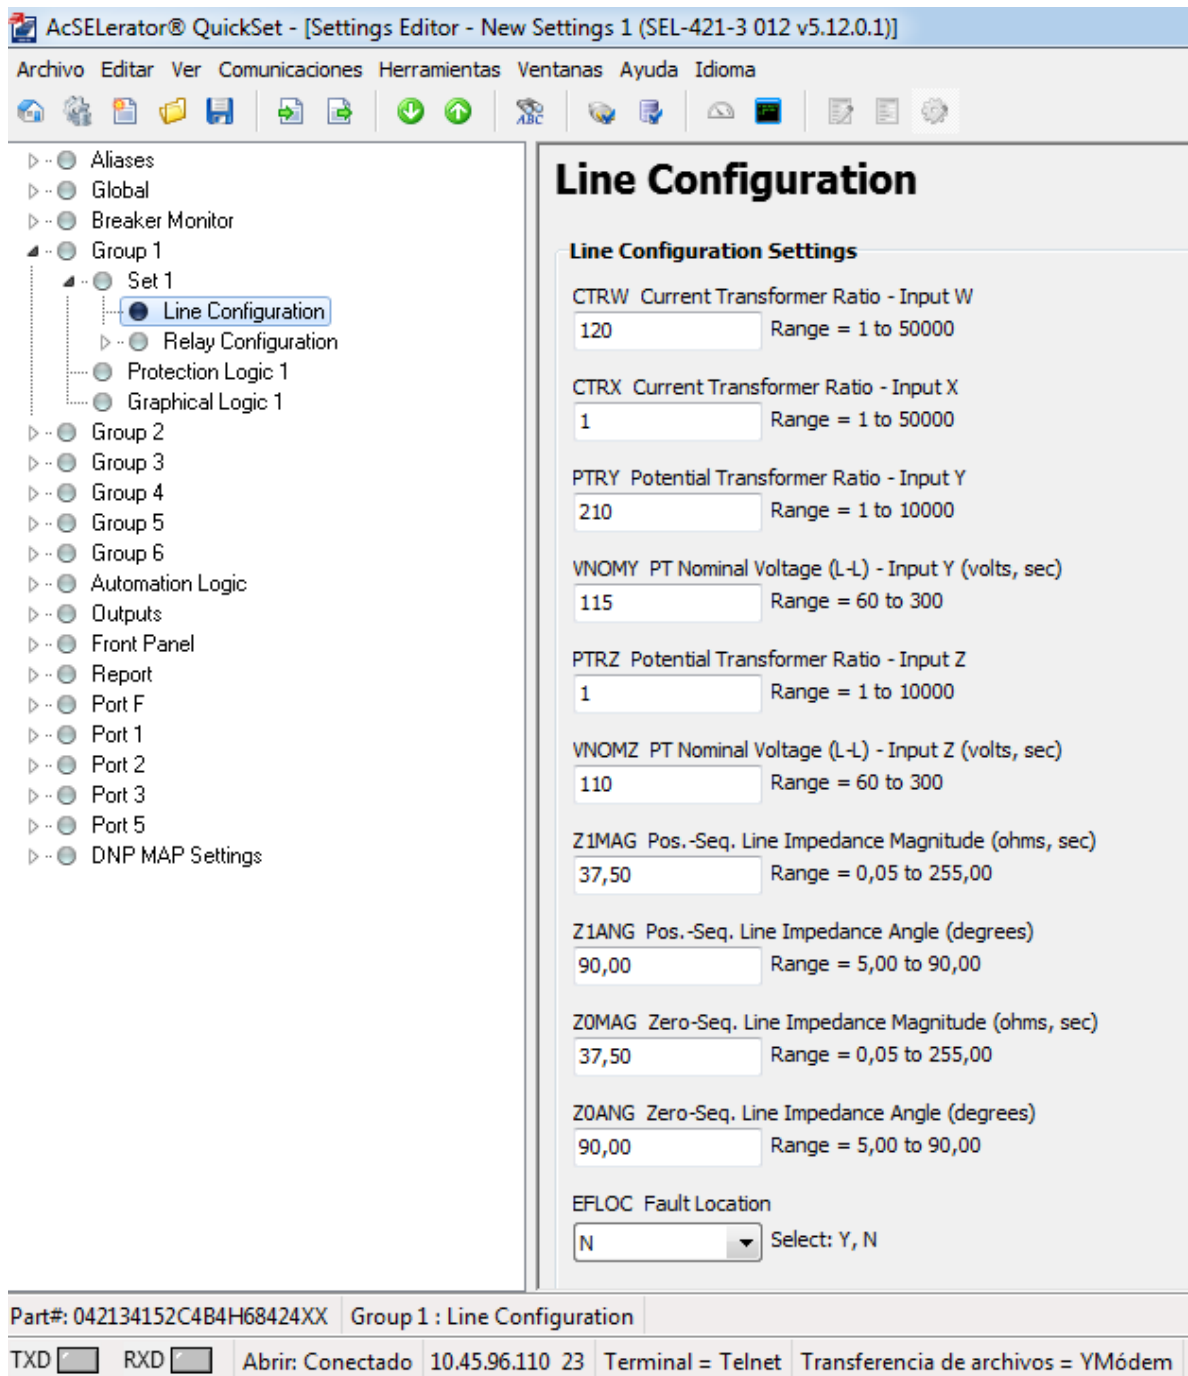 AcSELerator® QuickSet - [Settings Editor - New Settings 1 (SEL-421-3 012 v5.12.0.1)]
Archivo Editar Ver Comunicaciones Herramientas Ventanas Ayuda Idioma
ABC
Aliases
Global
Breaker Monitor
Group 1
Set 1
Line Configuration
Relay Configuration
Protection Logic 1
Graphical Logic 1
Group 2
Group 3
Group 4
Group 5
Group 6
Automation Logic
Outputs
Front Panel
Report
Port F
Port 1
Port 2
Port 3
Port 5
DNP MAP Settings
Line Configuration
Line Configuration Settings
CTRW Current Transformer Ratio - Input W
120 Range = 1 to 50000
CTRX Current Transformer Ratio - Input X
1 Range = 1 to 50000
PTRY Potential Transformer Ratio - Input Y
210 Range = 1 to 10000
VNOMY PT Nominal Voltage (L-L) - Input Y (volts, sec)
115 Range = 60 to 300
PTRZ Potential Transformer Ratio - Input Z
1 Range = 1 to 10000
VNOMZ PT Nominal Voltage (L-L) - Input Z (volts, sec)
110 Range = 60 to 300
Z1MAG Pos.-Seq. Line Impedance Magnitude (ohms, sec)
37,50 Range = 0,05 to 255,00
Z1ANG Pos.-Seq. Line Impedance Angle (degrees)
90,00 Range = 5,00 to 90,00
Z0MAG Zero-Seq. Line Impedance Magnitude (ohms, sec)
37,50 Range = 0,05 to 255,00
Z0ANG Zero-Seq. Line Impedance Angle (degrees)
90,00 Range = 5,00 to 90,00
EFLOC Fault Location
N Select: Y, N
Part#: 042134152C4B4H68424XX Group 1 : Line Configuration
TXD RXD Abrir: Conectado 10.45.96.110 23 Terminal = Telnet Transferencia de archivos = YMódem